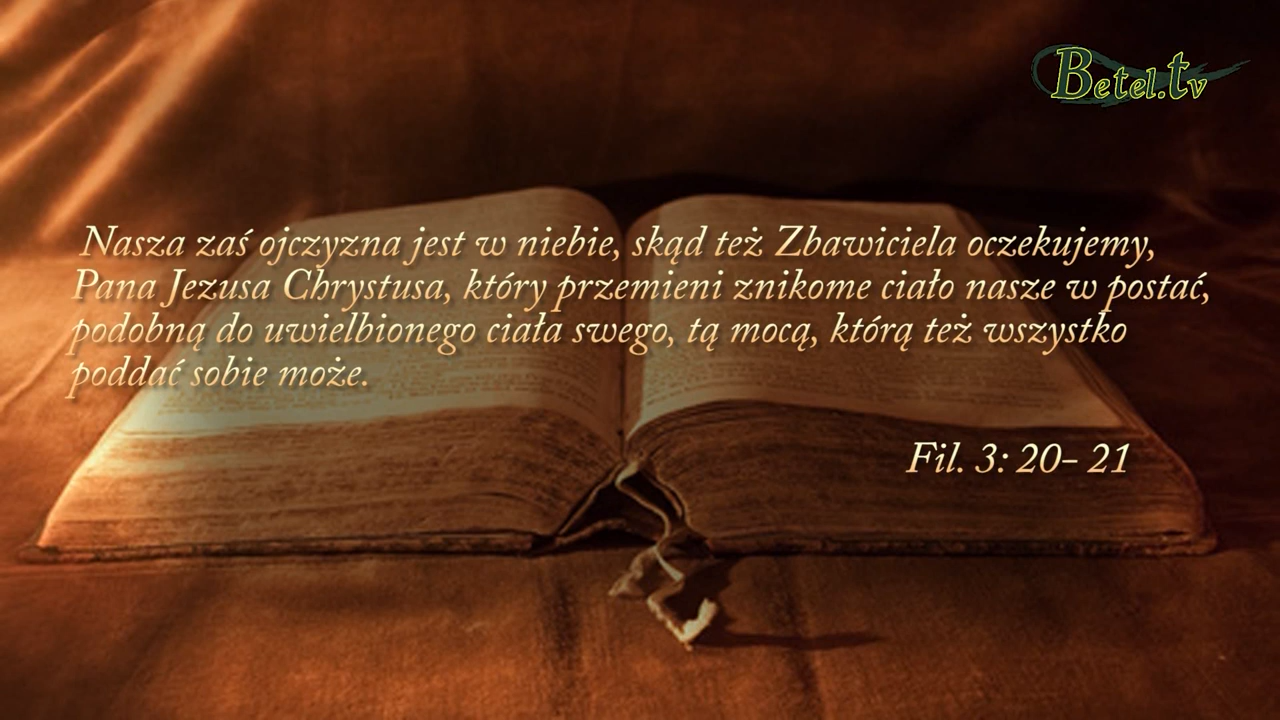 Betel.tv
Nasza zaś ojczyzna jest w niebie, skąd też Zbawiciela oczekujemy,
Pana Jezusa Chrystusa, który przemieni znikome ciało nasze w postać,
podobną do uwielbionego ciała swego, tą mocą, którą też wszystko
poddać sobie może.
Fil. 3: 20- 21